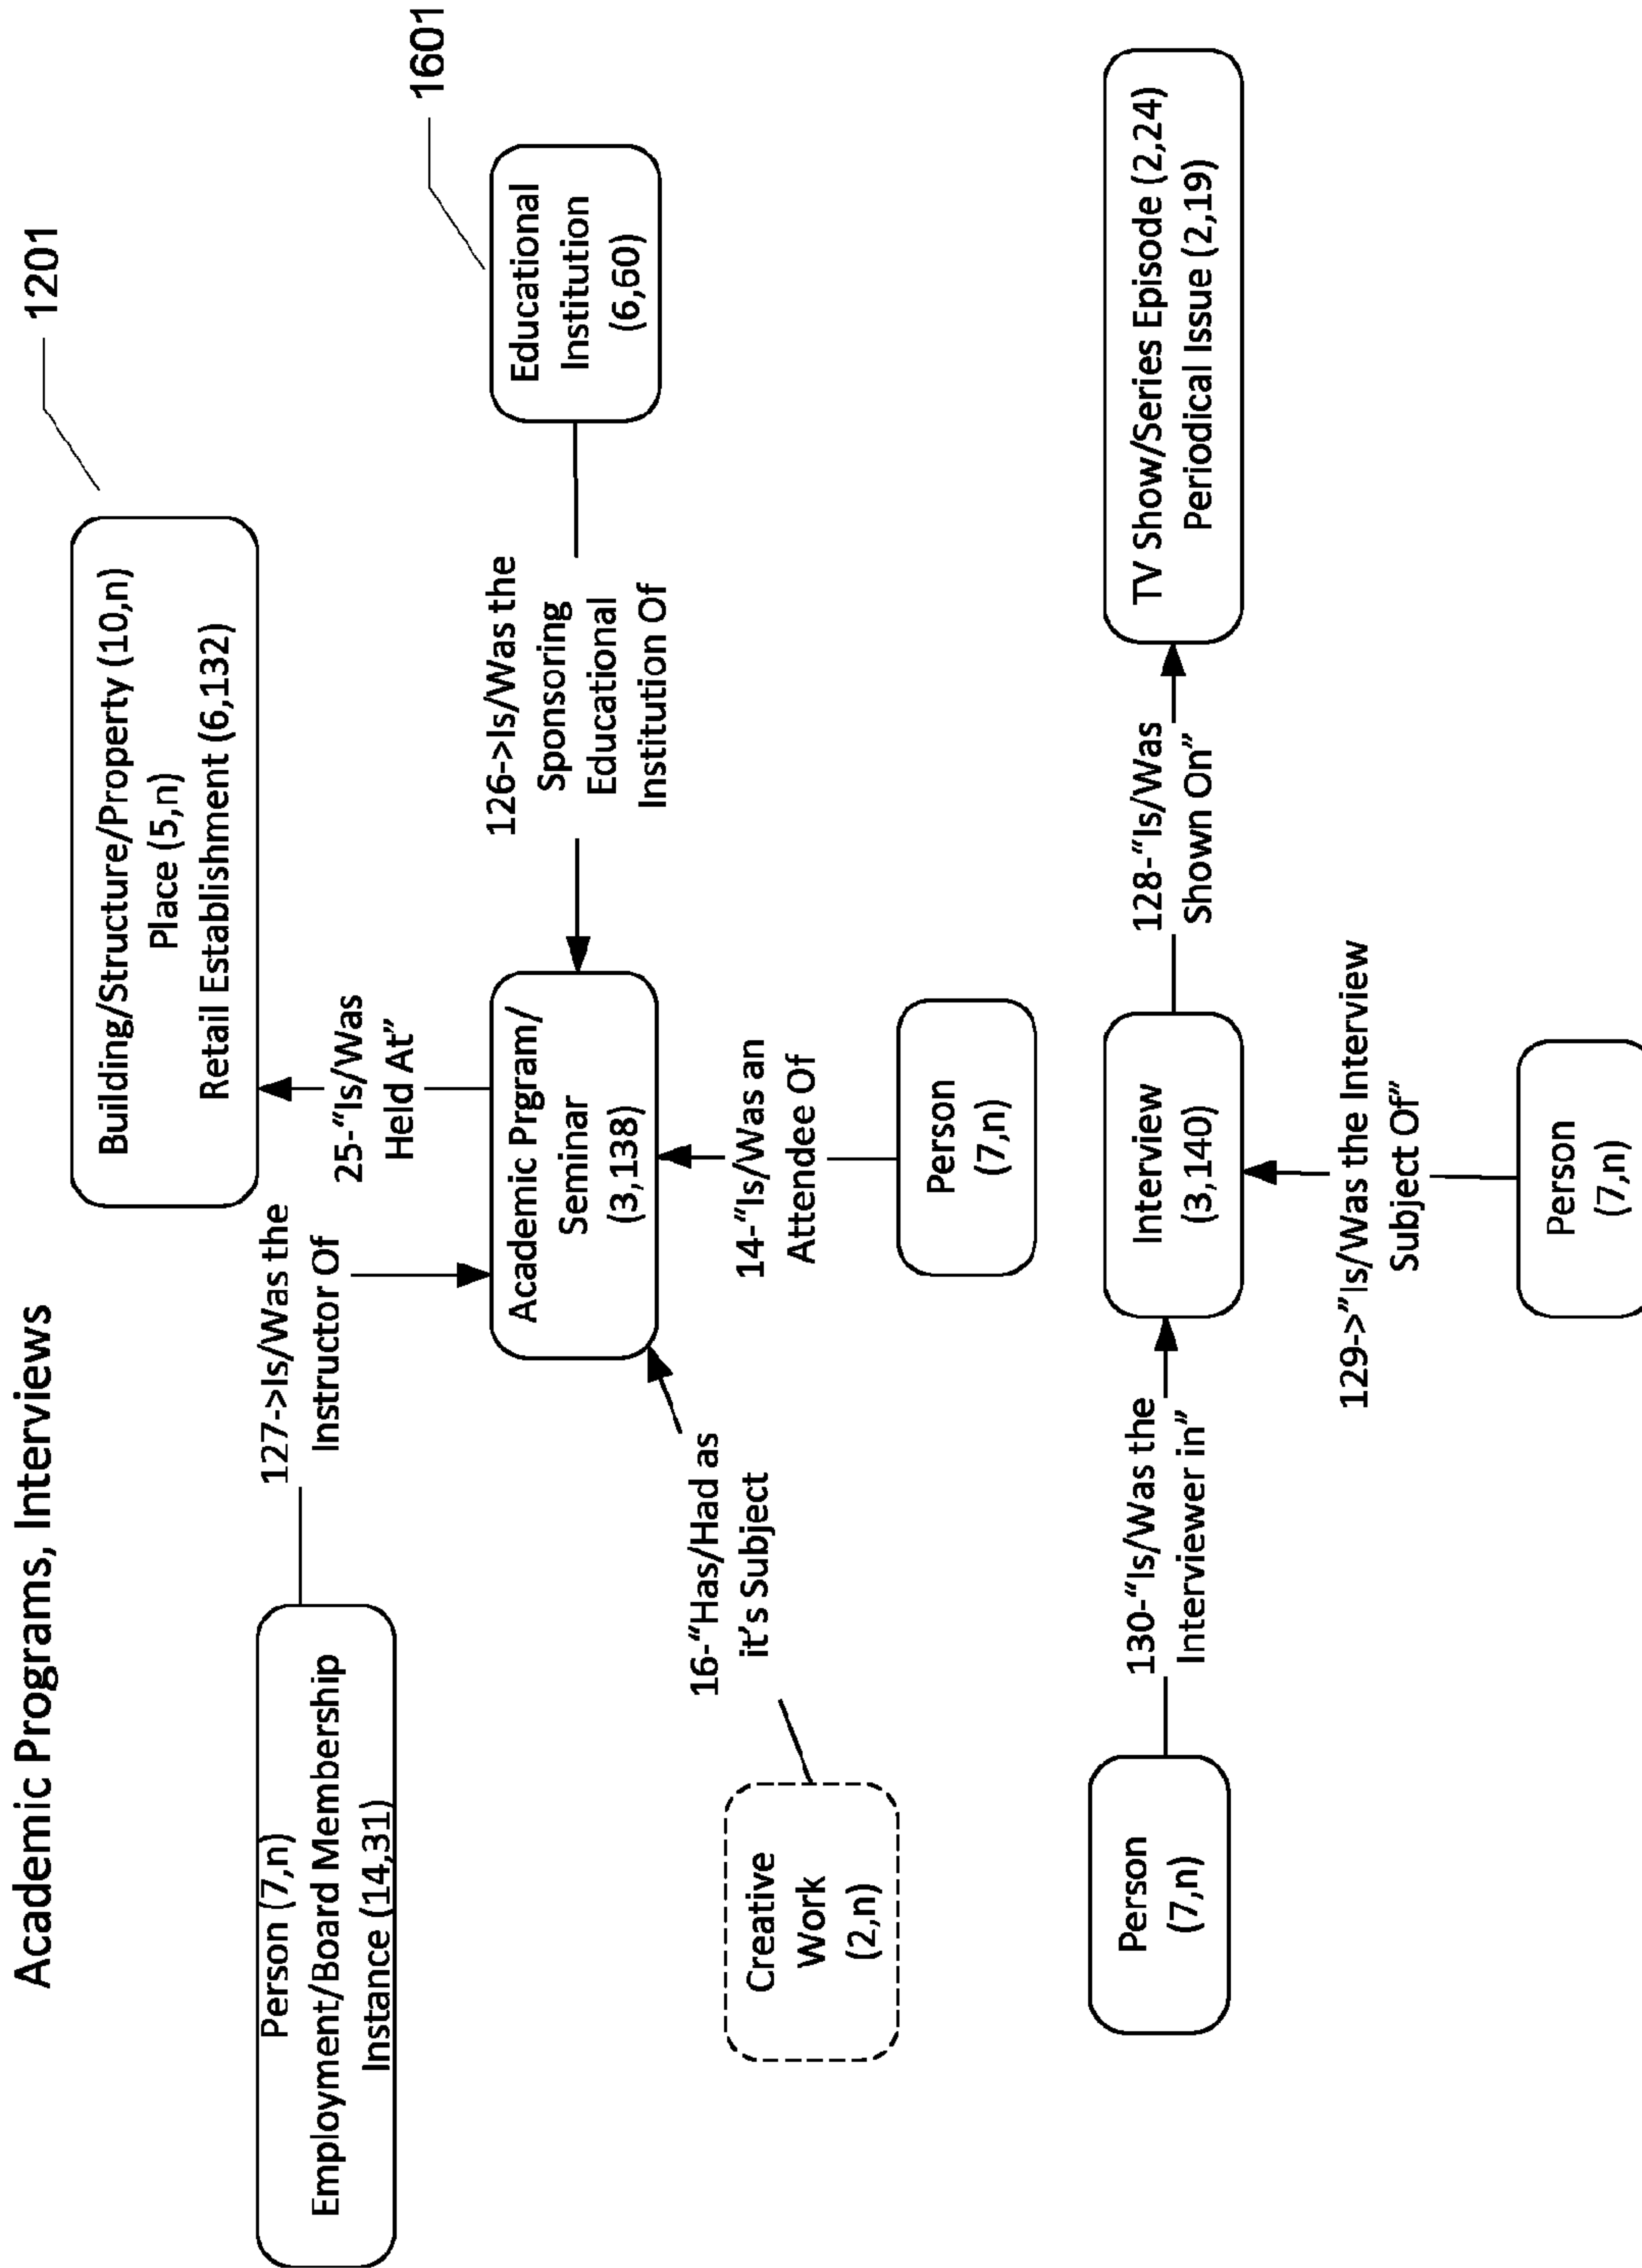 Academic Programs, Interviews
1201
Building/Structure/Property (10,n)
Place (5,n)
Retail Establishment (6,132)
Person (7,n)
Employment/Board Membership
Instance (14,31)
127->Is/Was the
Instructor Of
25-“Is/Was
Held At”
1601
Educational
Institution
(6,60)
126->Is/Was the
Sponsoring
Educational
Institution Of
Academic Prgram/
Seminar
(3,138)
16-“Has/Had as
it's Subject
Creative
Work
(2,n)
14-“Is/Was an
Attendee Of
Person
(7,n)
Person
(7,n)
130-“Is/Was the
Interviewer in”
Interview
(3,140)
128-“Is/Was
Shown On”
TV Show/Series Episode (2,24)
Periodical Issue (2,19)
129->”Is/Was the Interview
Subject Of”
Person
(7,n)